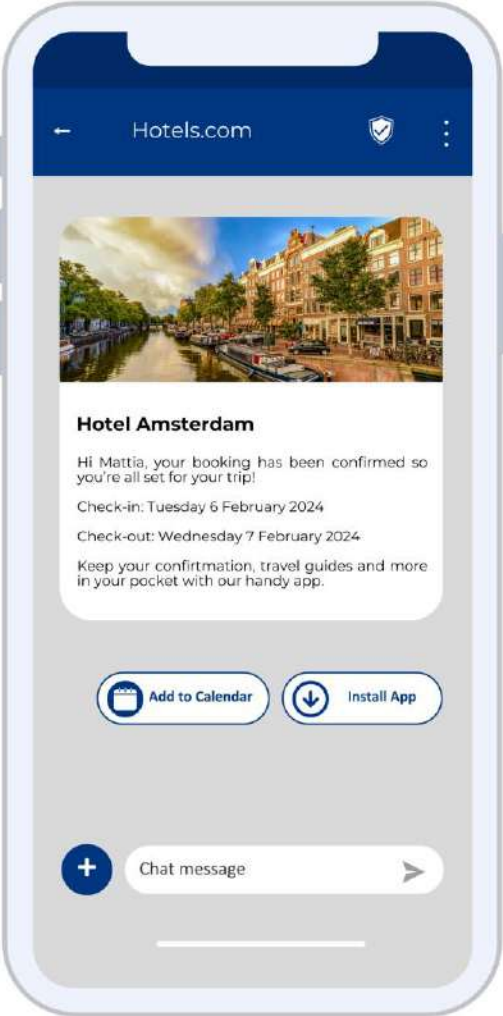 Hotels.com
Hotel Amsterdam
Hi Mattia, your booking has been confirmed so
you're all set for your trip!
Check-in: Tuesday 6 February 2024
Check-out: Wednesday 7 February 2024
Keep your confirtmation, travel guides and more
in your pocket with our handy app.
Add to Calendar
Install App
Chat message